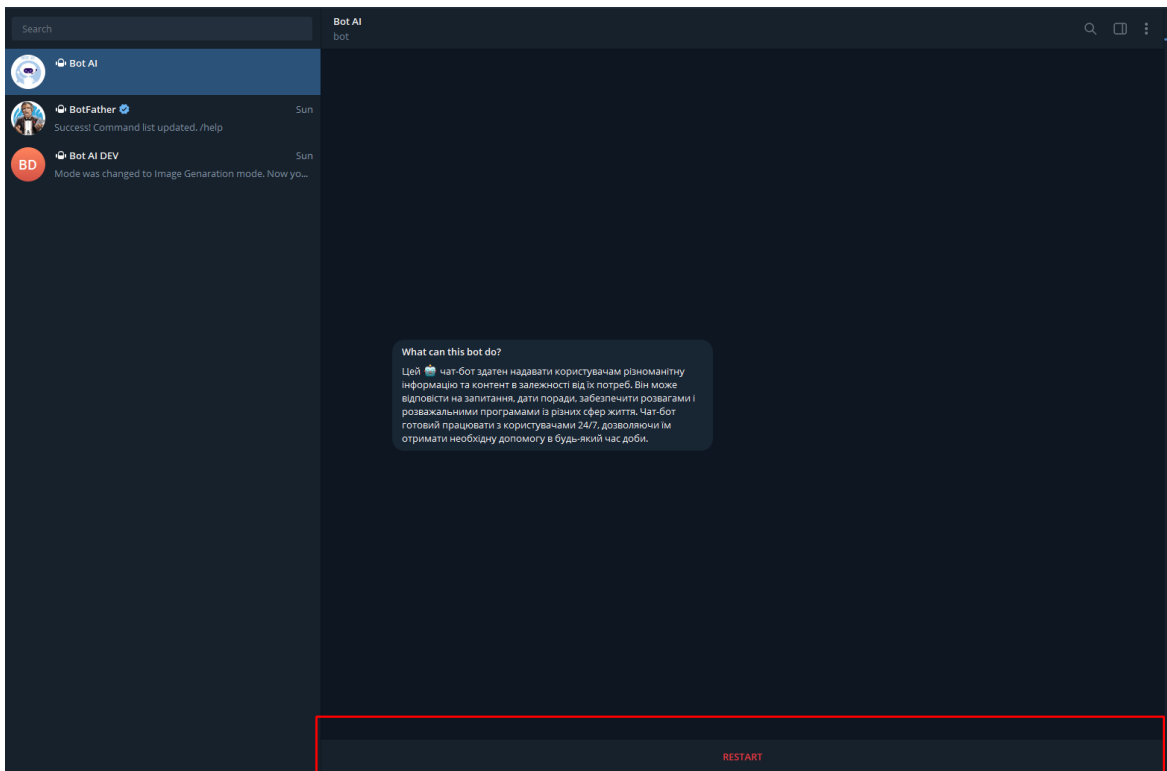 Search
Bot AI
BotFather
Sun
Success! Command list updated. /help
BD
Bot AI DEV
Sun
Mode was changed to Image Genaration mode. Now yo...
Bot AI
bot
What can this bot do?
Цей 🤖 чат-бот здатен надавати користувачам різноманітну
інформацію та контент в залежності від їх потреб. Він може
відповісти на запитання, дати поради, забезпечити розвагами і
розважальними програмами із різних сфер життя. Чат-бот
готовий працювати з користувачами 24/7, дозволяючи їм
отримати необхідну допомогу в будь-який час доби.
RESTART